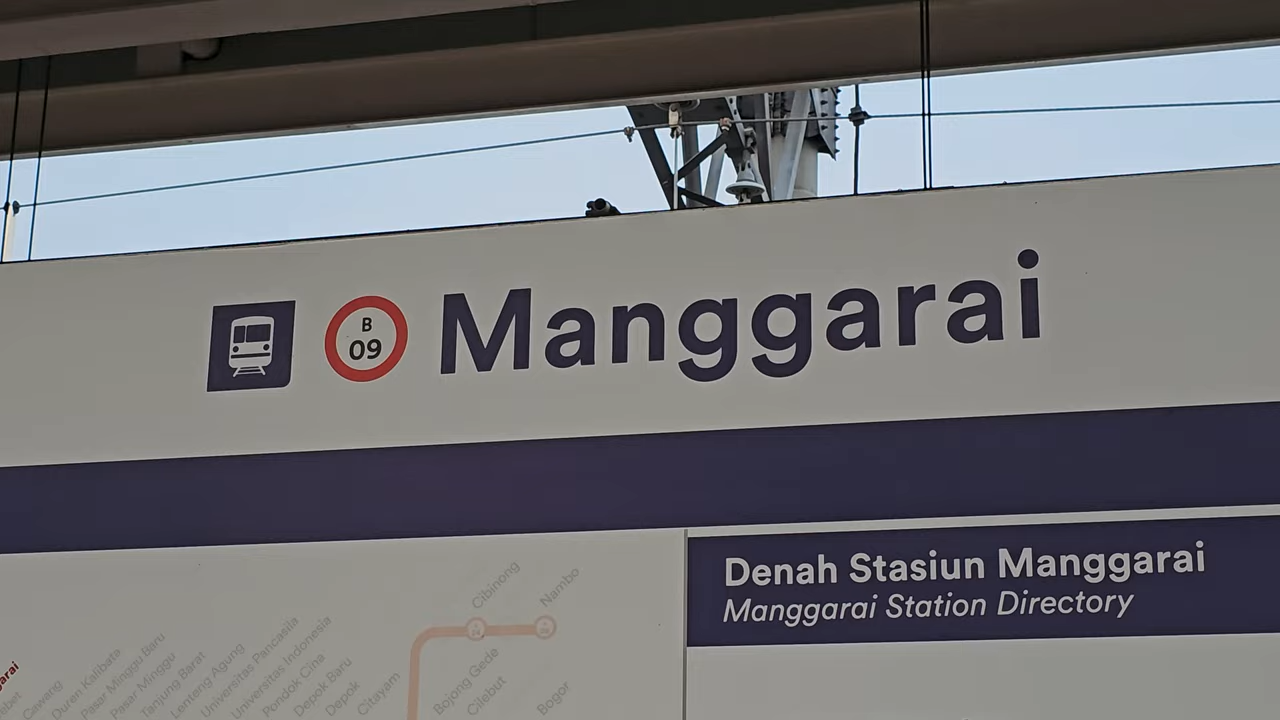 B
09
Manggarai
Denah Stasiun Manggarai
Manggarai Station Directory
Cibinong
Nambo
Cawang
Duren Kalibata
Pasar Minggu Baru
Pasar Minggu
Tanjung Barat
Lenteng Agung
Universitas Pancasila
Universitas Indonesia
Pondok Cina
Depok Baru
Depok
Citayam
Bojong Gede
Cilebut
Bogor